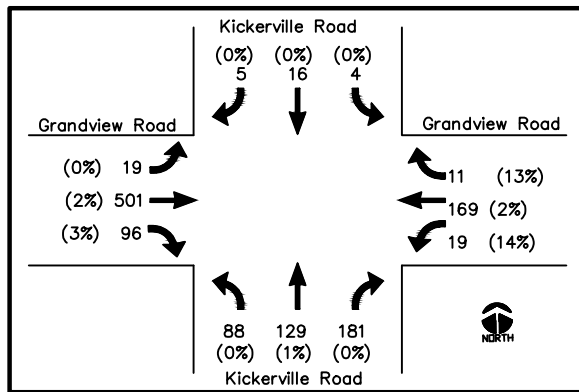 Kickerville Road
(0%) (0%) (0%)
5 16 4
Grandview Road
Grandview Road
(0%) 19
11 (13%)
(2%) 501
169 (2%)
(3%) 96
19 (14%)
88 129 181
(0%) (1%) (0%)
NORTH
Kickerville Road